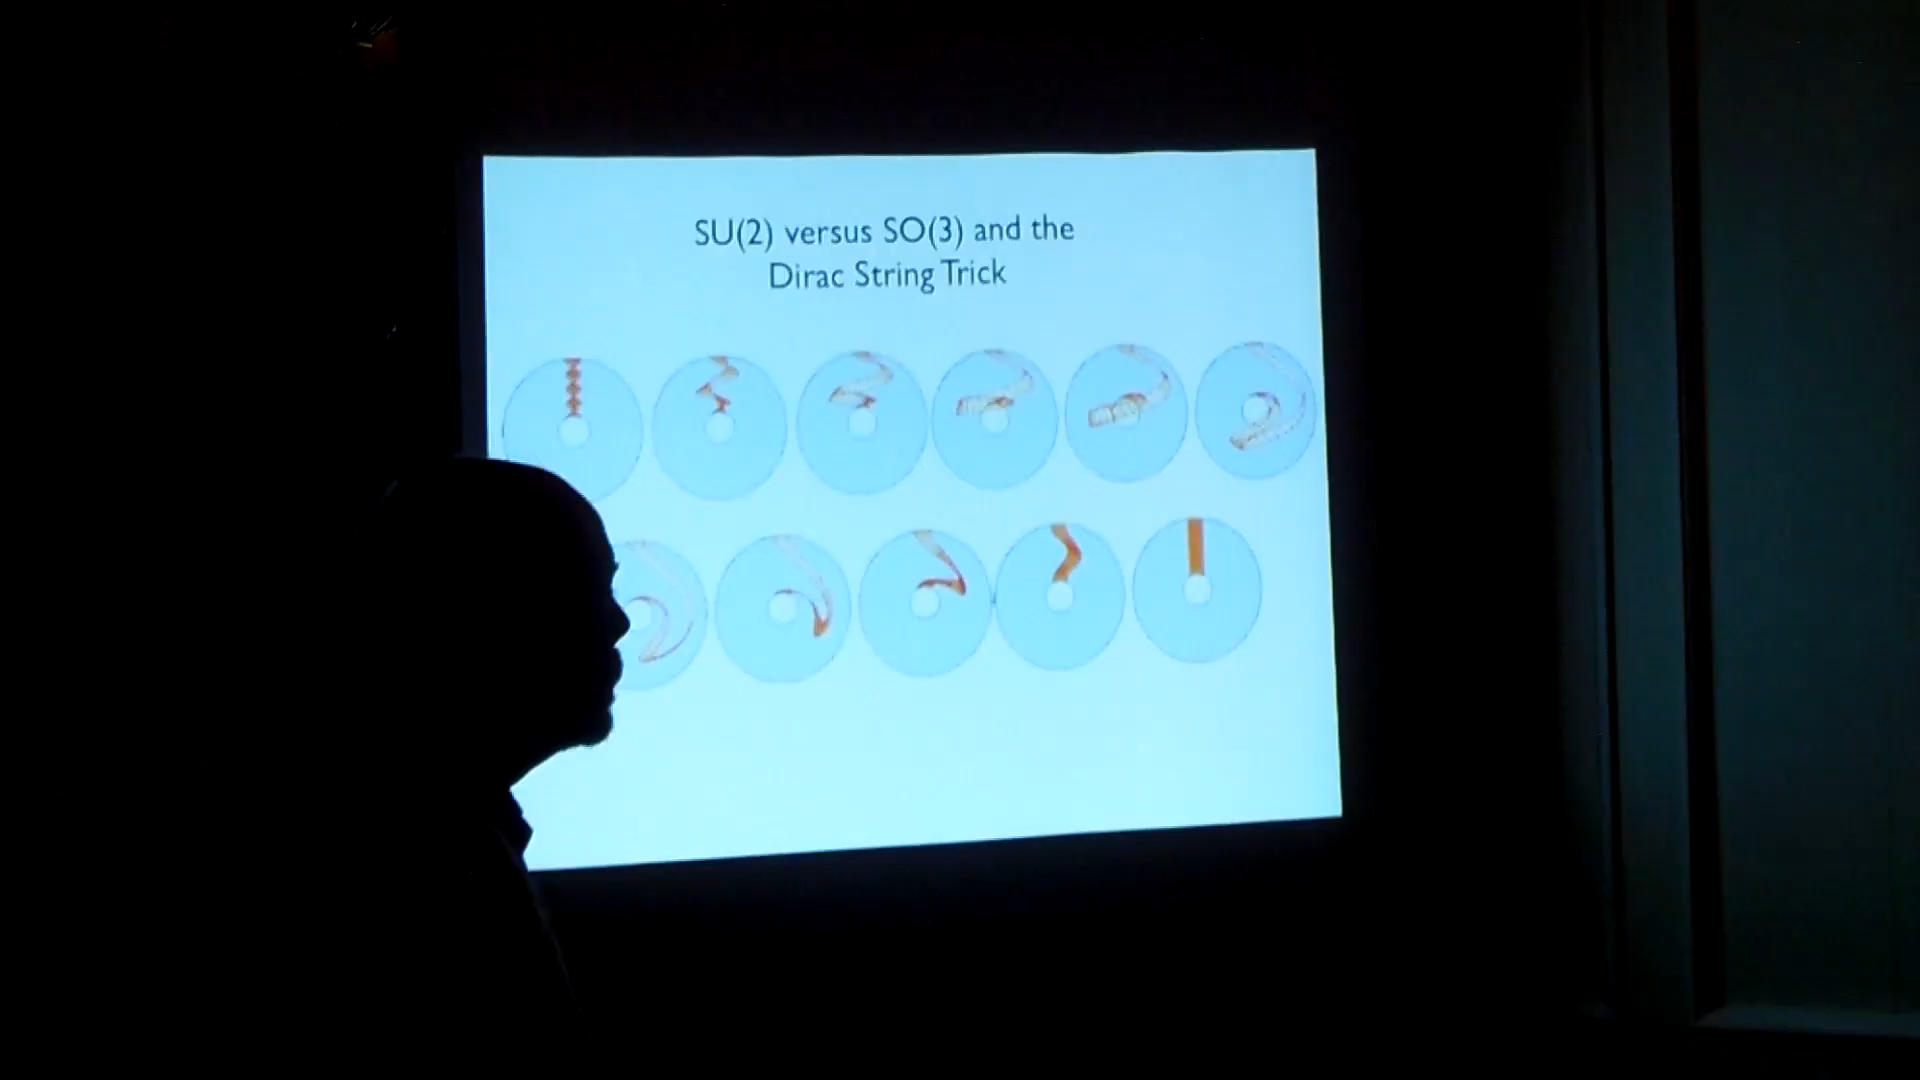 SU(2) versus SO(3) and the
Dirac String Trick